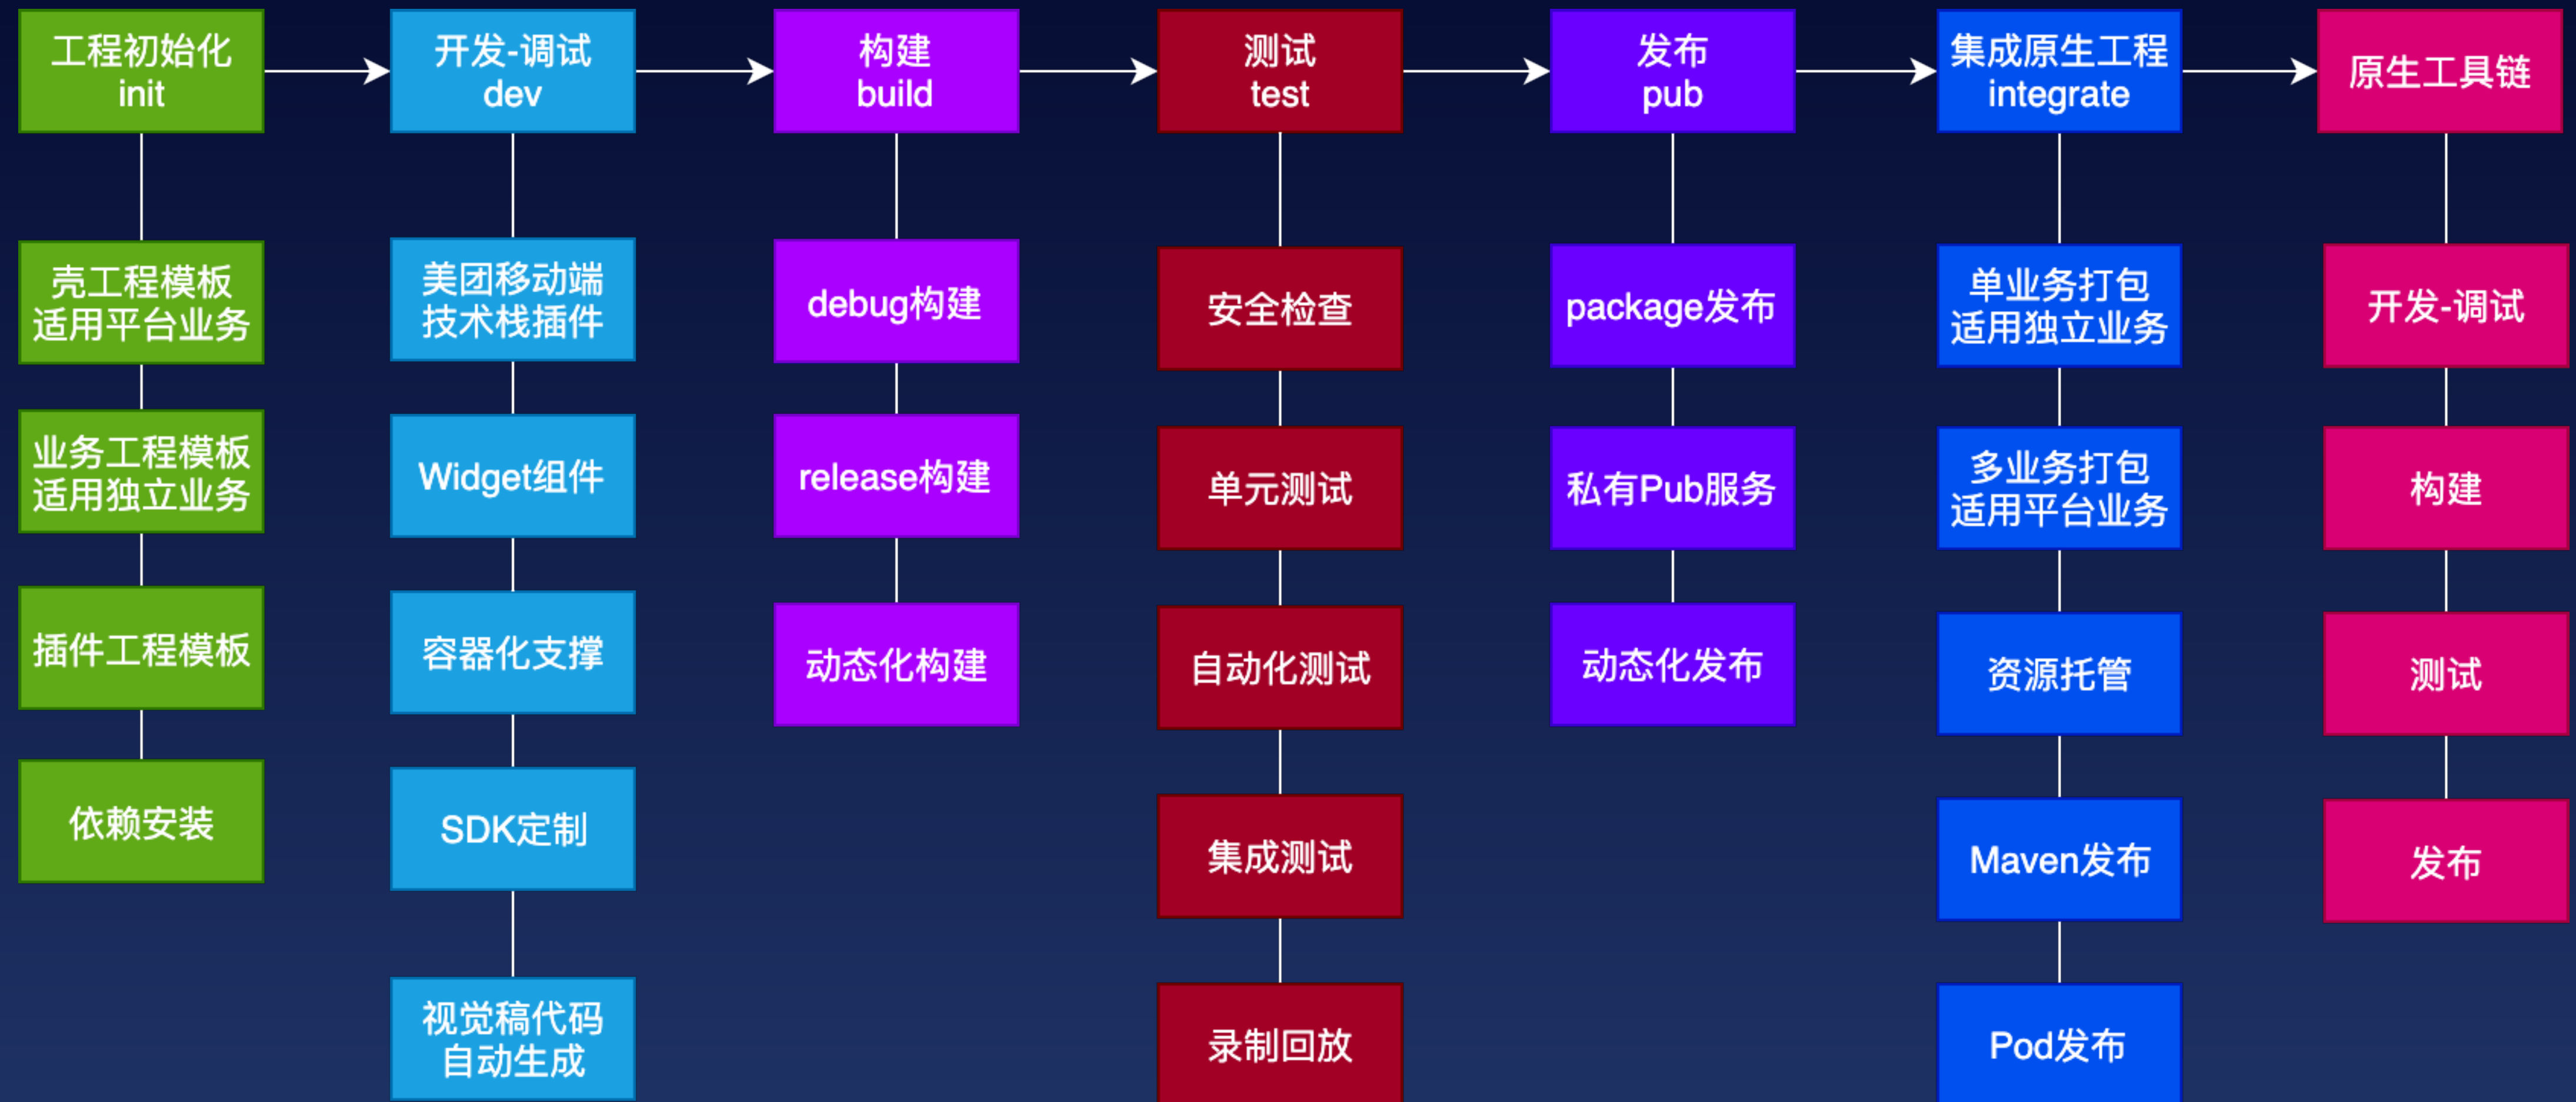 工程初始化
init
开发-调试
dev
构建
build
测试
test
发布
pub
集成原生工程
integrate
原生工具链
壳工程模板
适用平台业务
业务工程模板
适用独立业务
插件工程模板
依赖安装
美团移动端
技术栈插件
Widget组件
容器化支撑
SDK定制
视觉稿代码
自动生成
debug构建
release构建
动态化构建
安全检查
单元测试
自动化测试
集成测试
录制回放
package发布
私有Pub服务
动态化发布
单业务打包
适用独立业务
多业务打包
适用平台业务
资源托管
Maven发布
Pod发布
开发-调试
构建
测试
发布